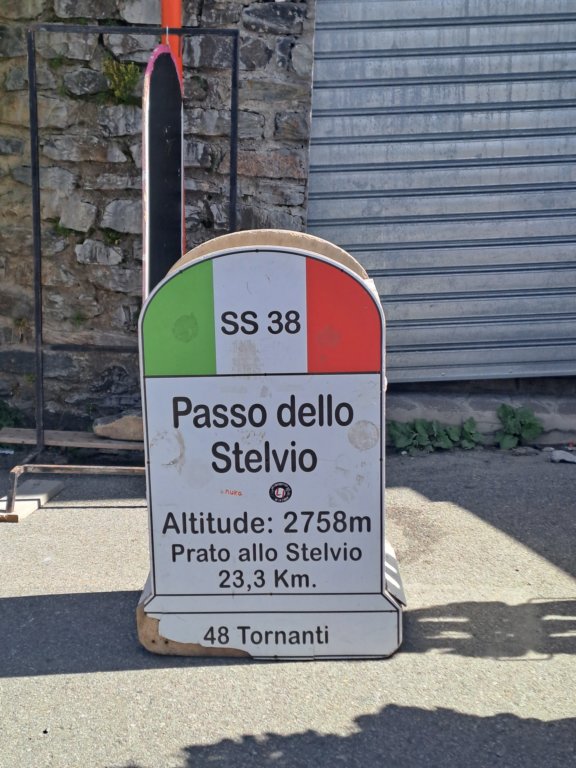 SS 38
Passo dello
Stelvio
Altitude: 2758m
Prato allo Stelvio
23,3 Km.
48 Tornanti